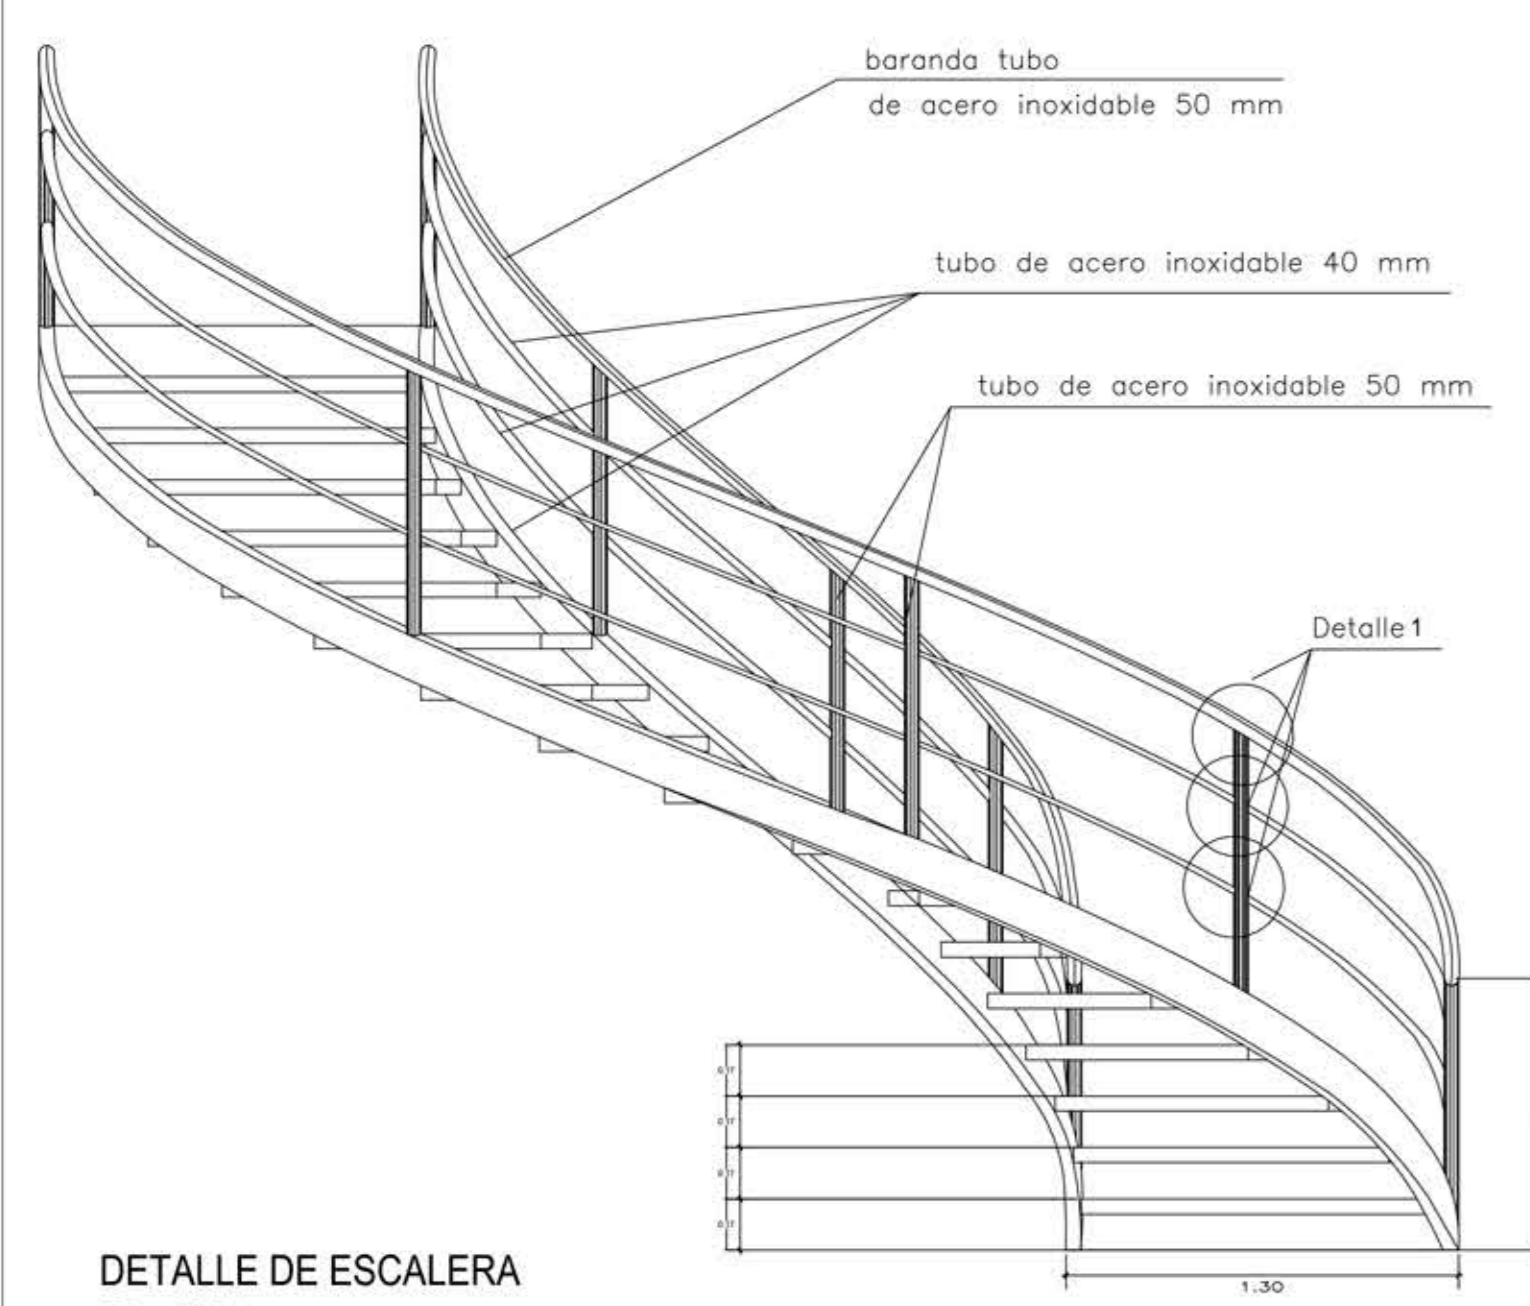 baranda tubo
de acero inoxidable 50 mm
tubo de acero inoxidable 40 mm
tubo de acero inoxidable 50 mm
Detalle 1
DETALLE DE ESCALERA
1.30